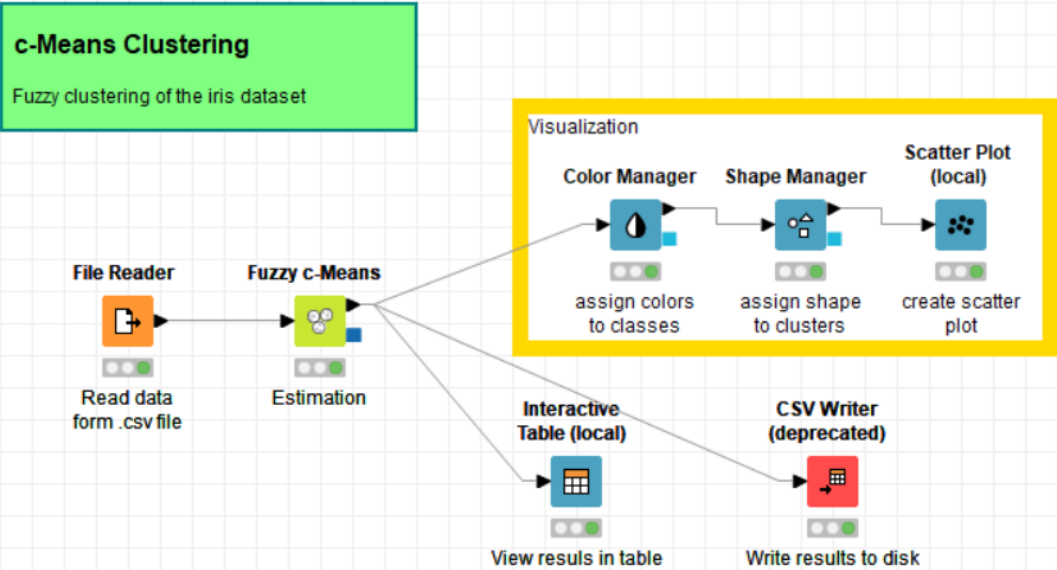 c-Means Clustering
Fuzzy clustering of the iris dataset
Visualization
Scatter Plot
(local)
Color Manager
Shape Manager
assign colors
to classes
assign shape
to clusters
create scatter
plot
File Reader
Fuzzy c-Means
Read data
form .csv file
Estimation
Interactive
Table (local)
CSV Writer
(deprecated)
View resuls in table
Write results to disk